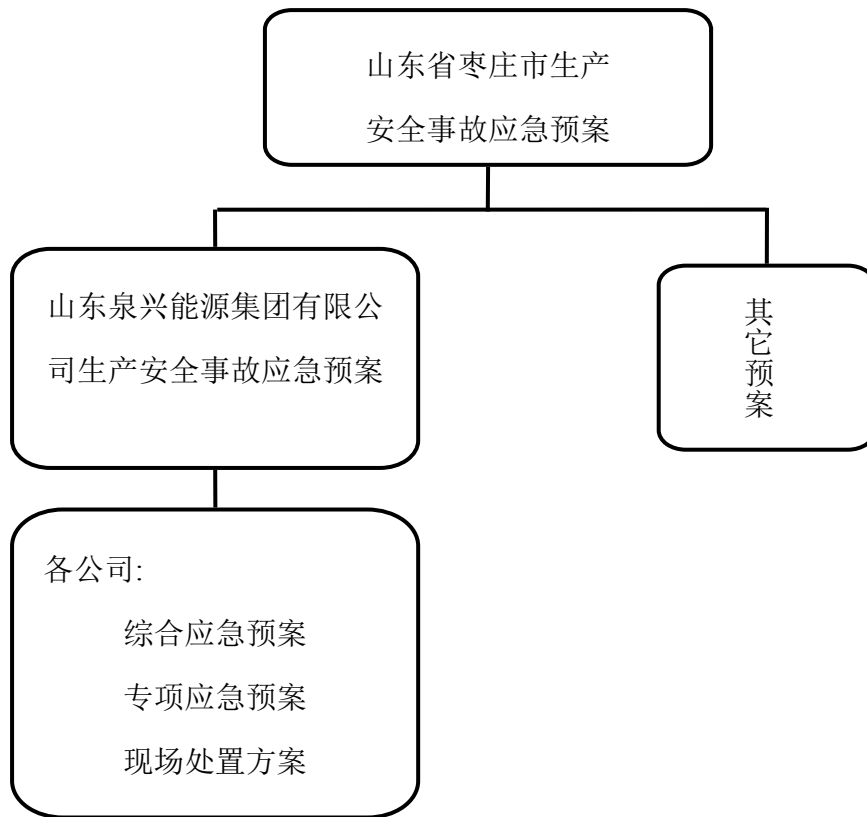 山东省枣庄市生产
安全事故应急预案
山东泉兴能源集团有限公
司生产安全事故应急预案
其它预案
各公司:
综合应急预案
专项应急预案
现场处置方案